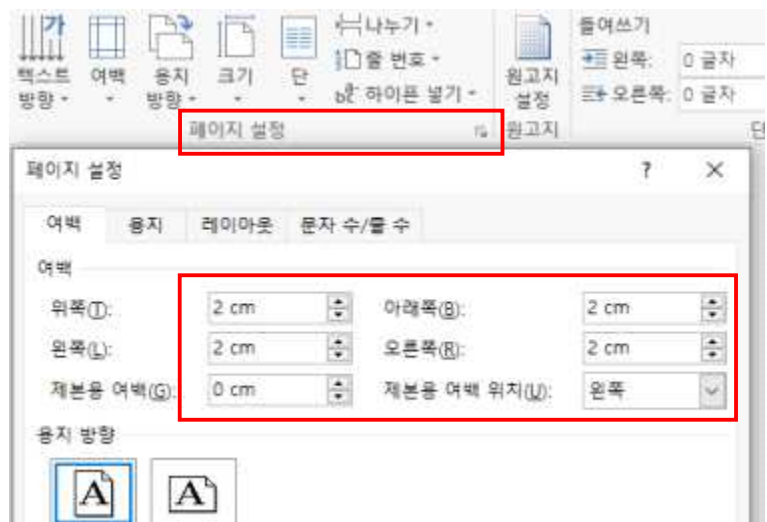 가
나누기
들여쓰기
텍스트 방향
여백
용지 방향
크기
단
줄 번호
하이픈 넣기
원고지 설정
왼쪽: 0 글자
오른쪽: 0 글자
페이지 설정
원고지
단
페이지 설정 ? ×
여백 용지 레이아웃 문자 수/줄 수
여백
위쪽(T): 2 cm 아래쪽(B): 2 cm
왼쪽(L): 2 cm 오른쪽(R): 2 cm
제본용 여백(G): 0 cm 제본용 여백 위치(U): 왼쪽
용지 방향
A A